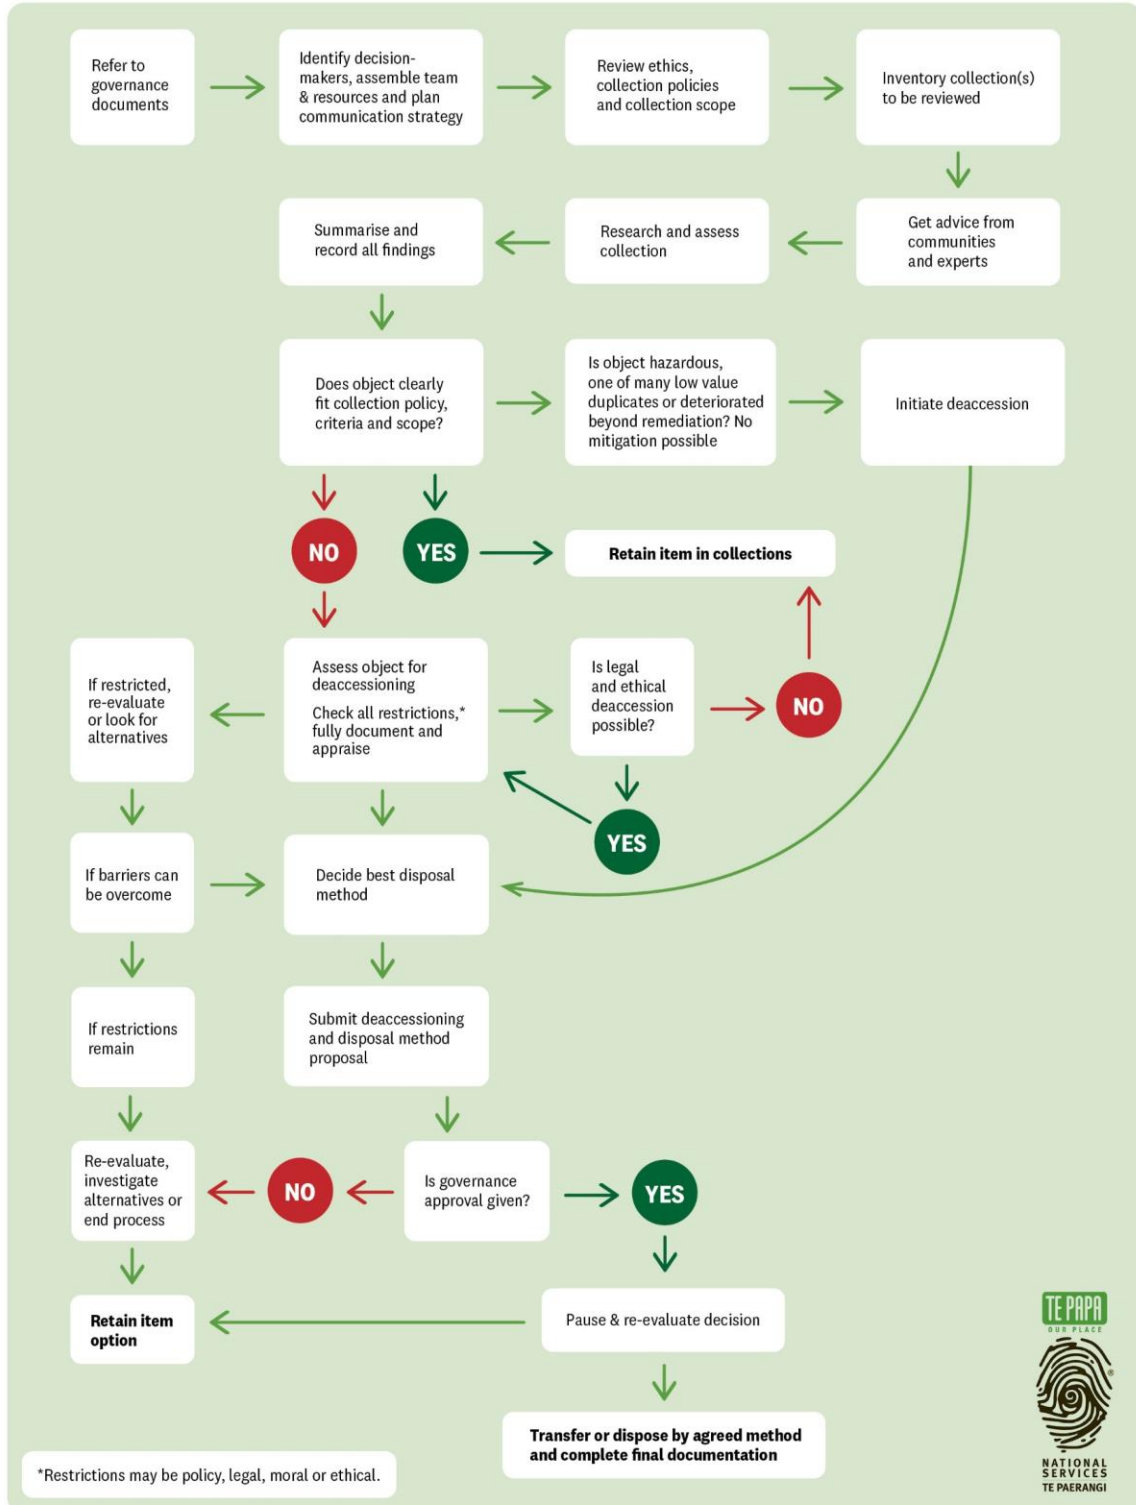 Refer to
governance
documents
Identify decision-
makers, assemble team
& resources and plan
communication strategy
Review ethics,
collection policies
and collection scope
Inventory collection(s)
to be reviewed
Get advice from
communities
and experts
Research and assess
collection
Summarise and
record all findings
Does object clearly
fit collection policy,
criteria and scope?
Is object hazardous,
one of many low value
duplicates or deteriorated
beyond remediation? No
mitigation possible
Initiate deaccession
NO
YES
Retain item in collections
If restricted,
re-evaluate
or look for
alternatives
Assess object for
deaccessioning
Check all restrictions,*
fully document and
appraise
Is legal
and ethical
deaccession
possible?
NO
YES
If barriers can
be overcome
Decide best disposal
method
If restrictions
remain
Submit deaccessioning
and disposal method
proposal
Re-evaluate,
investigate
alternatives or
end process
NO
Is governance
approval given?
YES
Retain item
option
Pause & re-evaluate decision
Transfer or dispose by agreed method
and complete final documentation
*Restrictions may be policy, legal, moral or ethical.
TE PAPA
OUR PLACE
®
NATIONAL
SERVICES
TE PAERANGI